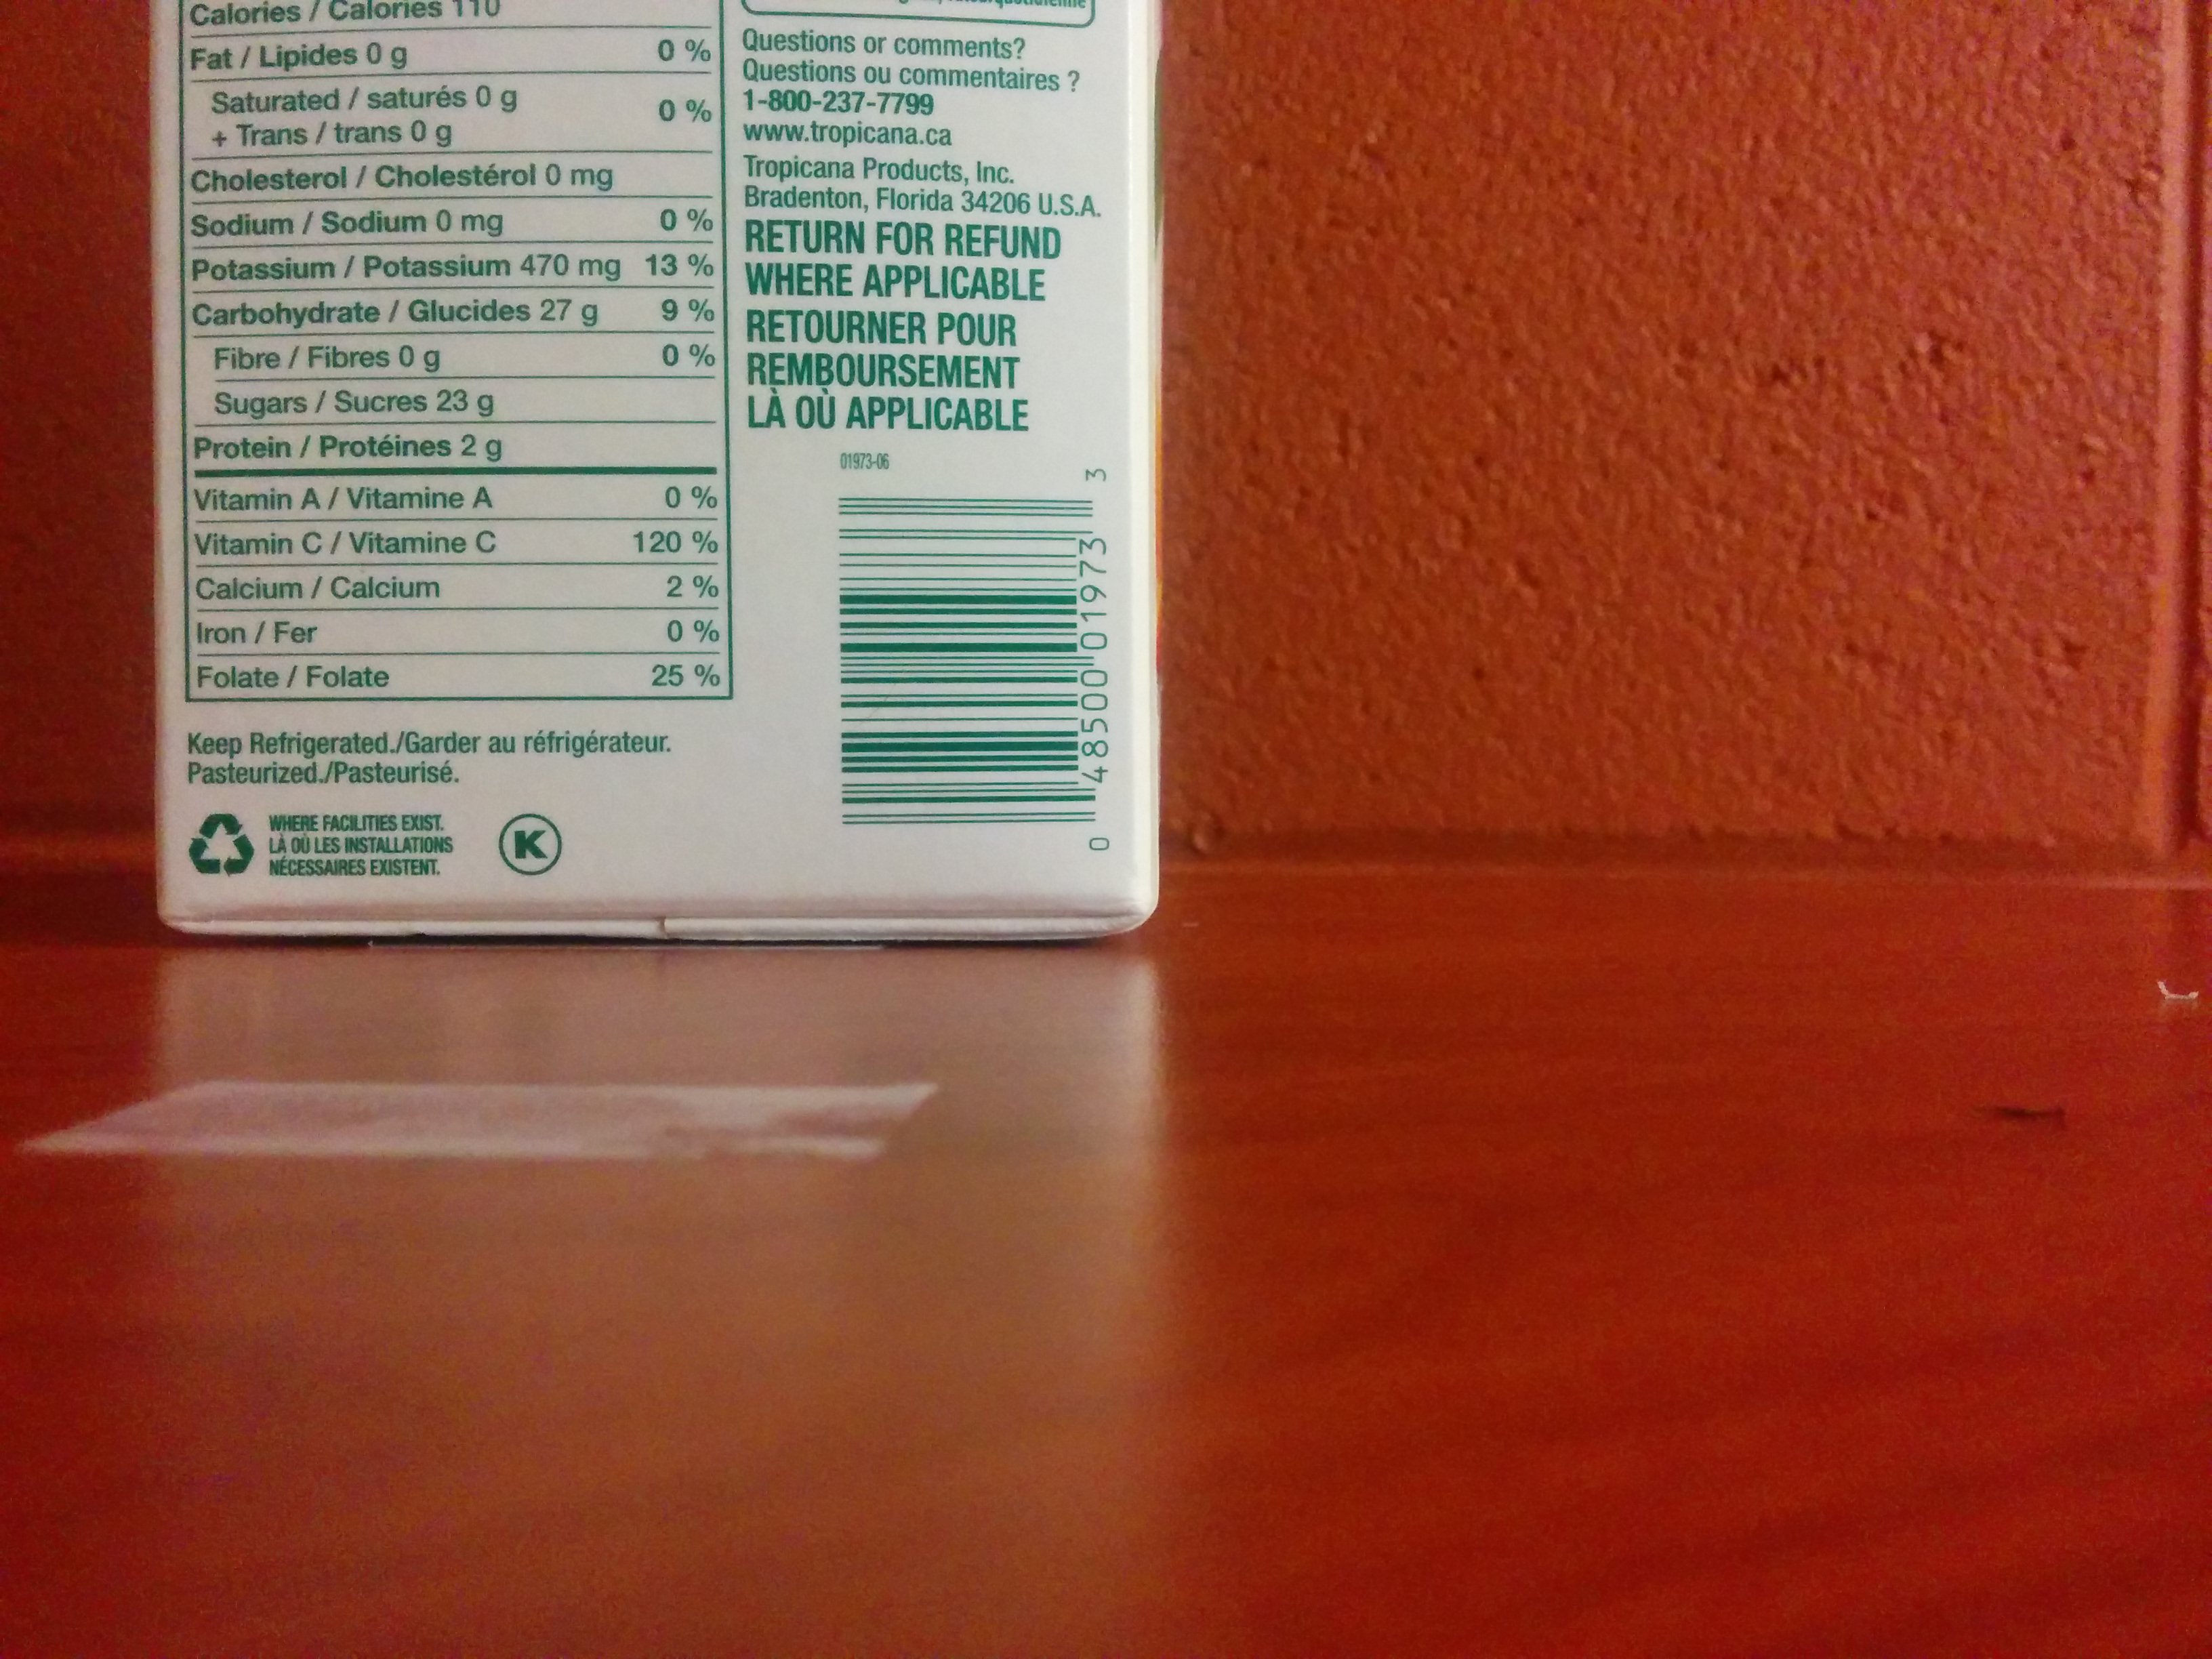 Calories / Calories 110
Fat / Lipides 0 g 0 %
Saturated / saturés 0 g
+ Trans / trans 0 g 0 %
Cholesterol / Cholestérol 0 mg
Sodium / Sodium 0 mg 0 %
Potassium / Potassium 470 mg 13 %
Carbohydrate / Glucides 27 g 9 %
Fibre / Fibres 0 g 0 %
Sugars / Sucres 23 g
Protein / Protéines 2 g
Vitamin A / Vitamine A 0 %
Vitamin C / Vitamine C 120 %
Calcium / Calcium 2 %
Iron / Fer 0 %
Folate / Folate 25 %
Keep Refrigerated./Garder au réfrigérateur.
Pasteurized./Pasteurisé.
WHERE FACILITIES EXIST.
LÀ OÙ LES INSTALLATIONS
NÉCESSAIRES EXISTENT.
K
Questions or comments?
Questions ou commentaires ?
1-800-237-7799
www.tropicana.ca
Tropicana Products, Inc.
Bradenton, Florida 34206 U.S.A.
RETURN FOR REFUND
WHERE APPLICABLE
RETOURNER POUR
REMBOURSEMENT
LÀ OÙ APPLICABLE
01973-06
0 48500 01973 3